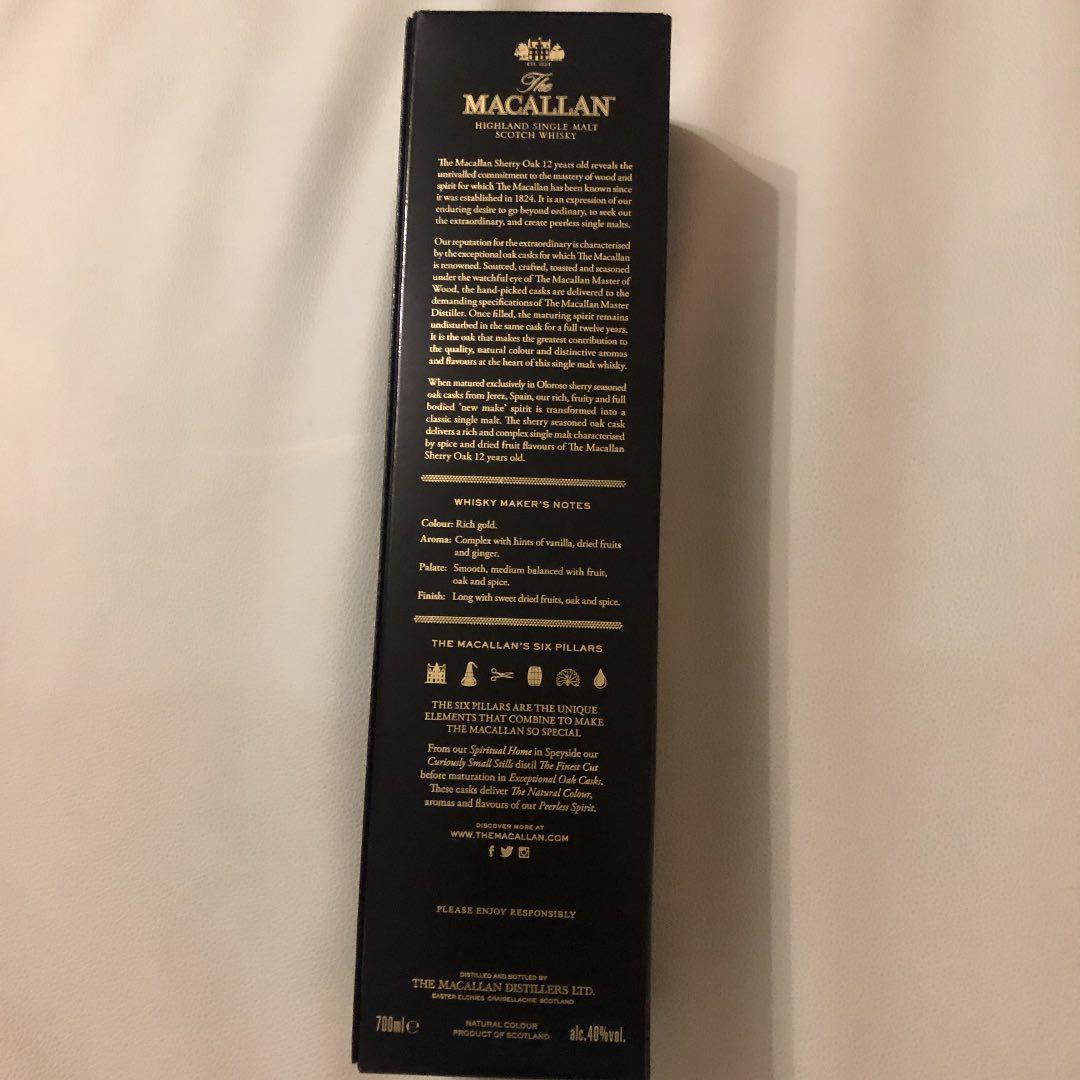 EST. 1824
The
MACALLAN
HIGHLAND SINGLE MALT
SCOTCH WHISKY
The Macallan Sherry Oak 12 years old reveals the
unrivalled commitment to the mastery of wood and
spirit for which The Macallan has been known since
it was established in 1824. It is an expression of our
enduring desire to go beyond ordinary, to seek out
the extraordinary, and create peerless single malts.
Our reputation for the extraordinary is characterised
by the exceptional oak casks for which The Macallan
is renowned. Sourced, crafted, toasted and seasoned
under the watchful eye of The Macallan Master of
Wood, the hand-picked casks are delivered to the
demanding specifications of The Macallan Master
Distiller. Once filled, the maturing spirit remains
undisturbed in the same cask for a full twelve years.
It is the oak that makes the greatest contribution to
the quality, natural colour and distinctive aromas
and flavours at the heart of this single malt whisky.
When matured exclusively in Oloroso sherry seasoned
oak casks from Jerez, Spain, our rich, fruity and full
bodied 'new make' spirit is transformed into a
classic single malt. The sherry seasoned oak cask
delivers a rich and complex single malt characterised
by spice and dried fruit flavours of The Macallan
Sherry Oak 12 years old.
WHISKY MAKER'S NOTES
Colour: Rich gold.
Aroma: Complex with hints of vanilla, dried fruits
and ginger.
Palate: Smooth, medium balanced with fruit,
oak and spice.
Finish: Long with sweet dried fruits, oak and spice.
THE MACALLAN'S SIX PILLARS
THE SIX PILLARS ARE THE UNIQUE
ELEMENTS THAT COMBINE TO MAKE
THE MACALLAN SO SPECIAL
From our Spiritual Home in Speyside our
Curiously Small Stills distil The Finest Cut
before maturation in Exceptional Oak Casks.
These casks deliver The Natural Colour,
aromas and flavours of our Peerless Spirit.
DISCOVER MORE AT
WWW.THEMACALLAN.COM
PLEASE ENJOY RESPONSIBLY
DISTILLED AND BOTTLED BY
THE MACALLAN DISTILLERS LTD.
EASTER ELCHIES CRAIGELLACHIE SCOTLAND
700ml e
NATURAL COLOUR
PRODUCT OF SCOTLAND
alc.40%vol.